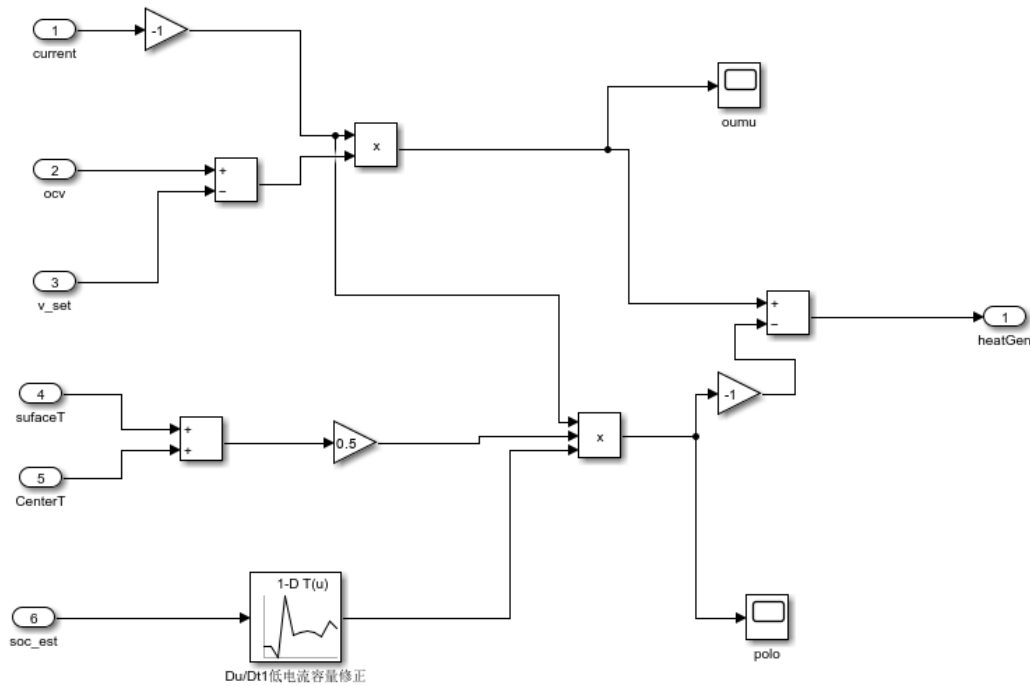 1
current
-1
oumu
x
2
ocv
+
−
3
v_set
+
−
1
heatGen
4
sufaceT
-1
+
+
0.5
x
5
CenterT
1-D T(u)
6
soc_est
polo
Du/Dt1低电流容量修正